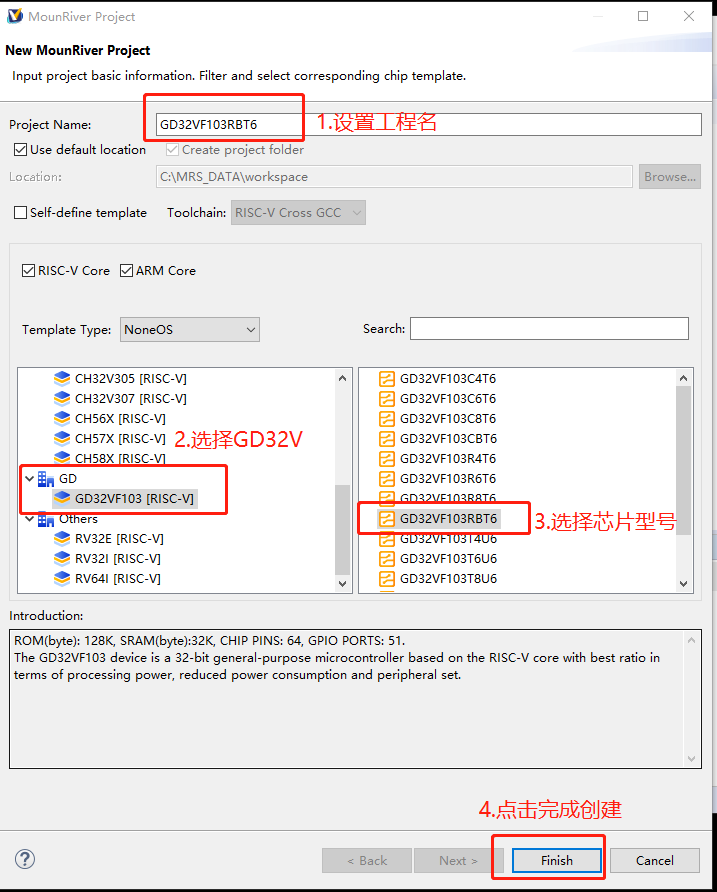 MounRiver Project
New MounRiver Project
Input project basic information. Filter and select corresponding chip template.
Project Name: GD32VF103RBT6 1.设置工程名
Use default location Create project folder
Location: C:\MRS_DATA\workspace Browse...
Self-define template Toolchain: RISC-V Cross GCC
RISC-V Core ARM Core
Template Type: NoneOS Search:
CH32V305 [RISC-V] GD32VF103C4T6
CH32V307 [RISC-V] GD32VF103C6T6
CH56X [RISC-V] GD32VF103C8T6
CH57X [RISC-V] 2.选择GD32V GD32VF103CBT6
CH58X [RISC-V] GD32VF103R4T6
GD GD32VF103R6T6
GD32VF103 [RISC-V] GD32VF103R8T6
Others GD32VF103RBT6 3.选择芯片型号
RV32E [RISC-V] GD32VF103T4U6
RV32I [RISC-V] GD32VF103T6U6
RV64I [RISC-V] GD32VF103T8U6
Introduction:
ROM(byte): 128K, SRAM(byte):32K, CHIP PINS: 64, GPIO PORTS: 51.
The GD32VF103 device is a 32-bit general-purpose microcontroller based on the RISC-V core with best ratio in
terms of processing power, reduced power consumption and peripheral set.
4.点击完成创建
? < Back Next > Finish Cancel